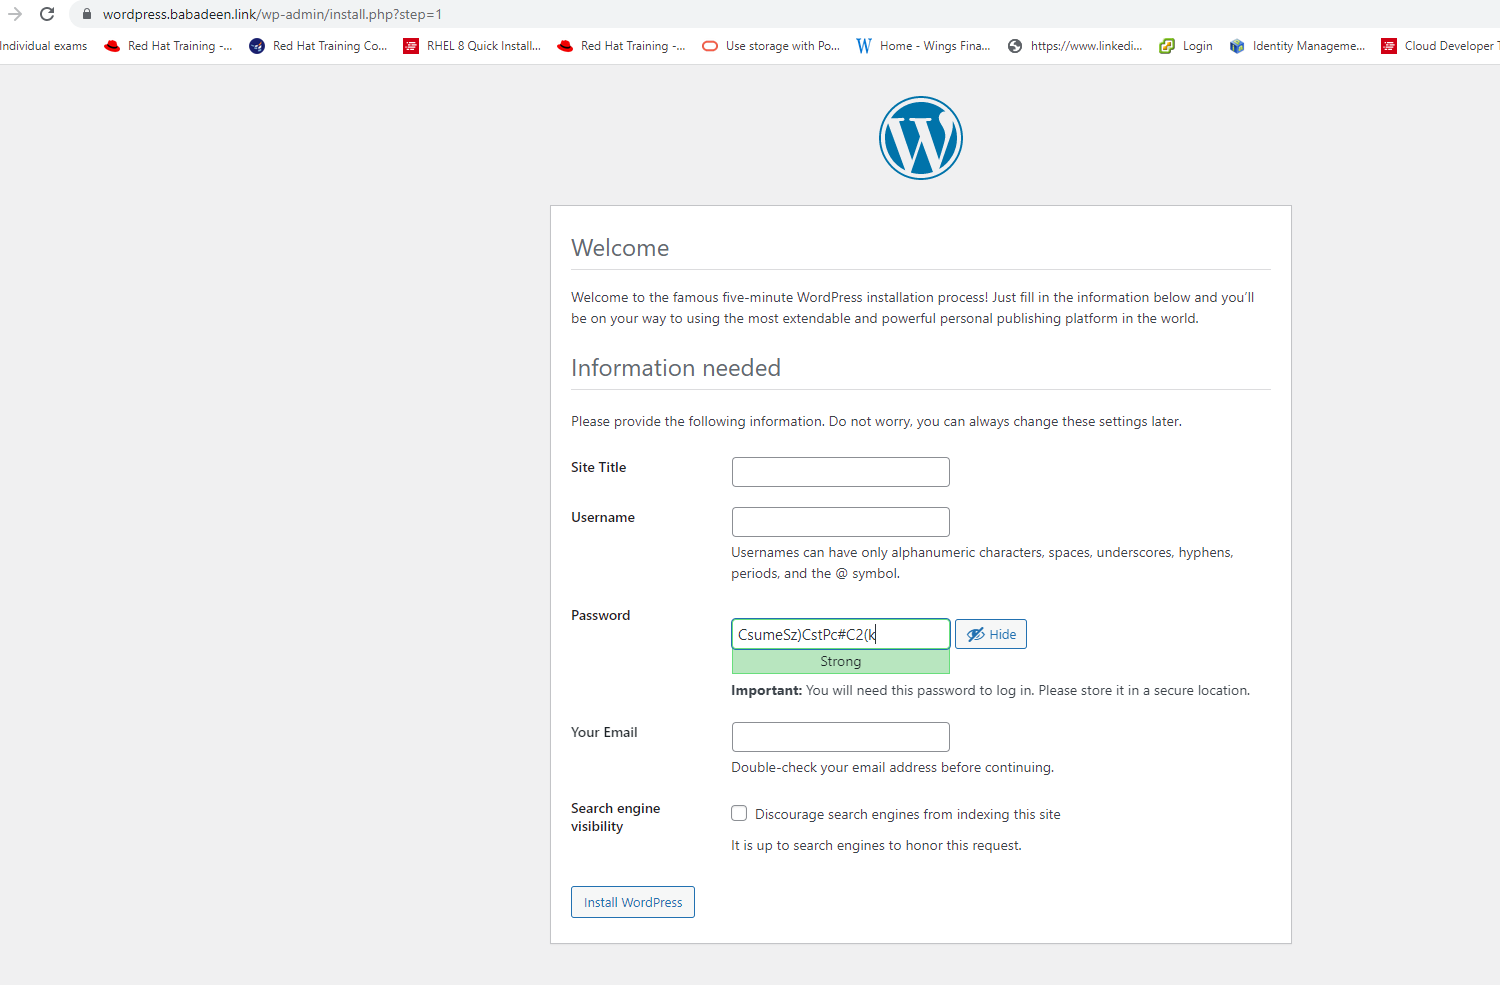 wordpress.babadeen.link/wp-admin/install.php?step=1
Individual exams Red Hat Training -... Red Hat Training Co... RHEL 8 Quick Install... Red Hat Training -... Use storage with Po... Home - Wings Fina... https://www.linkedi... Login Identity Manageme... Cloud Developer T
Welcome
Welcome to the famous five-minute WordPress installation process! Just fill in the information below and you’ll
be on your way to using the most extendable and powerful personal publishing platform in the world.
Information needed
Please provide the following information. Do not worry, you can always change these settings later.
Site Title
Username
Usernames can have only alphanumeric characters, spaces, underscores, hyphens,
periods, and the @ symbol.
Password
CsumeSz)CstPc#C2(k Hide
Strong
Important: You will need this password to log in. Please store it in a secure location.
Your Email
Double-check your email address before continuing.
Search engine
visibility
Discourage search engines from indexing this site
It is up to search engines to honor this request.
Install WordPress